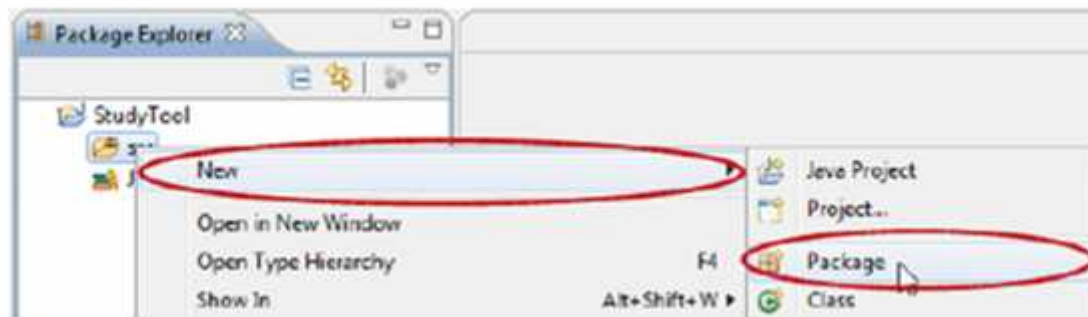 Package Explorer
StudyTool
New
Java Project
Project...
Open in New Window
Open Type Hierarchy F4
Package
Show In Alt+Shift+W
Class